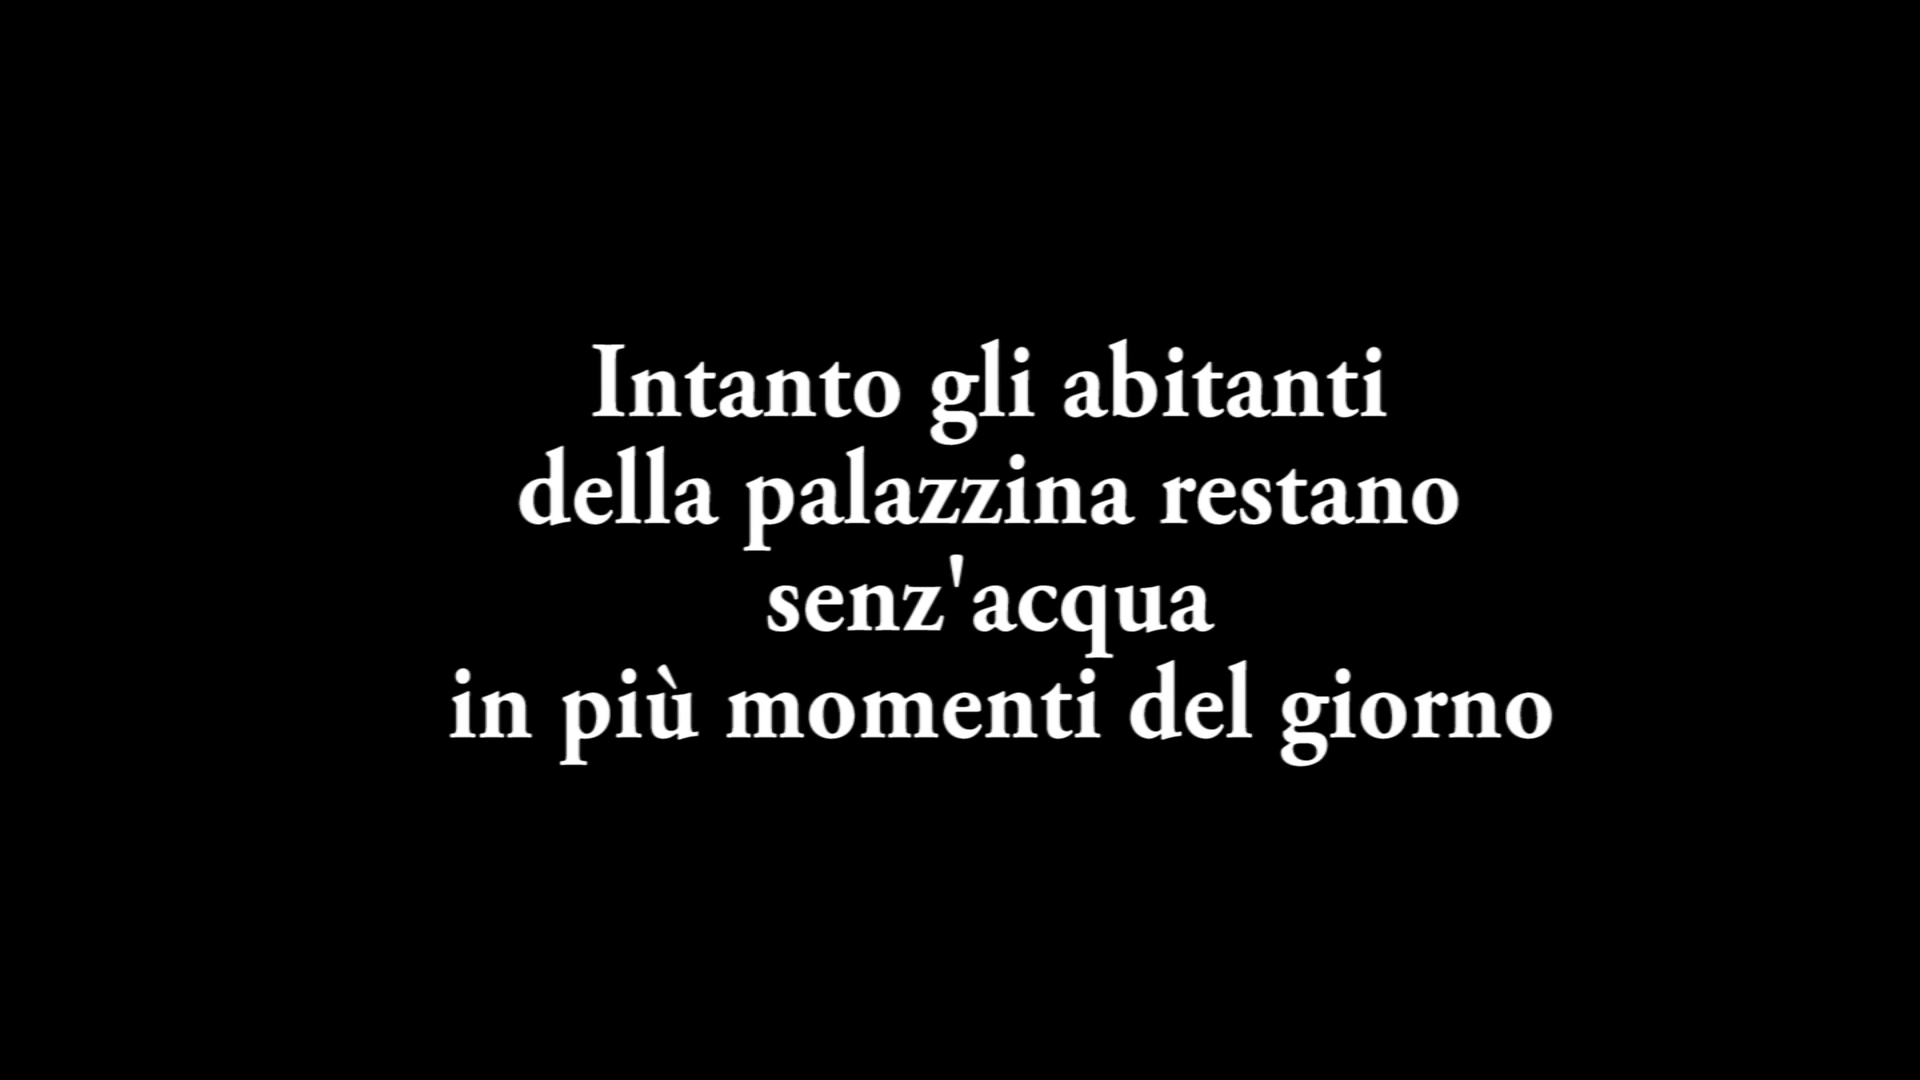 Intanto gli abitanti
della palazzina restano
senz'acqua
in più momenti del giorno